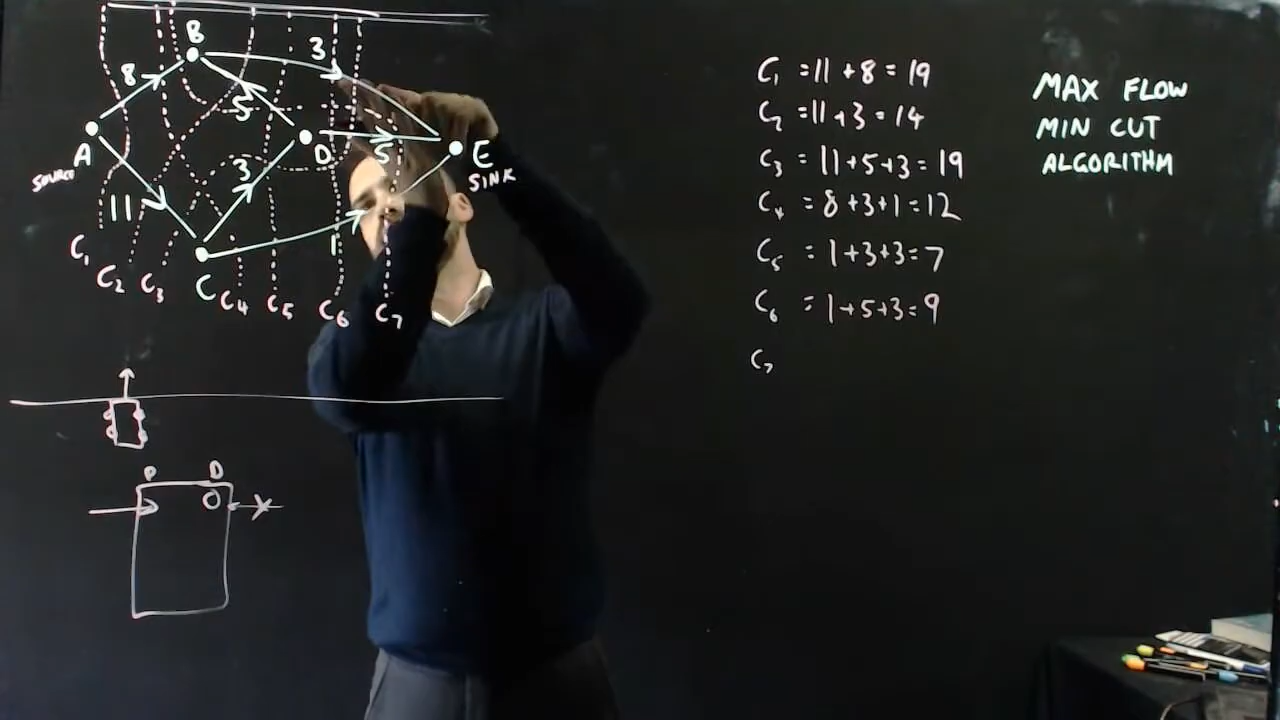 B
3
8
5
A
D
5
E
SOURCE
SINK
3
11
1
C
C₁
C₂
C₃
C₄
C₅
C₆
C₇
P D
O
C₁ = 11 + 8 = 19
C₂ = 11 + 3 = 14
C₃ = 11 + 5 + 3 = 19
C₄ = 8 + 3 + 1 = 12
C₅ = 1 + 3 + 3 = 7
C₆ = 1 + 5 + 3 = 9
C₇
MAX FLOW
MIN CUT
ALGORITHM